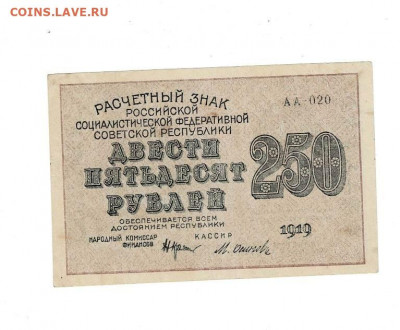 COINS.ЛАVE.RU
РАСЧЕТНЫЙ ЗНАК
РОССИЙСКОЙ
СОЦИАЛИСТИЧЕСКОЙ ФЕДЕРАТИВНОЙ
СОВЕТСКОЙ РЕСПУБЛИКИ
АА-020
ДВЕСТИ
ПЯТЬДЕСЯТ
РУБЛЕЙ
250
ОБЕСПЕЧИВАЕТСЯ ВСЕМ
ДОСТОЯНИЕМ РЕСПУБЛИКИ
1919
НАРОДНЫЙ КОМИССАР
ФИНАНСОВ
КАССИР